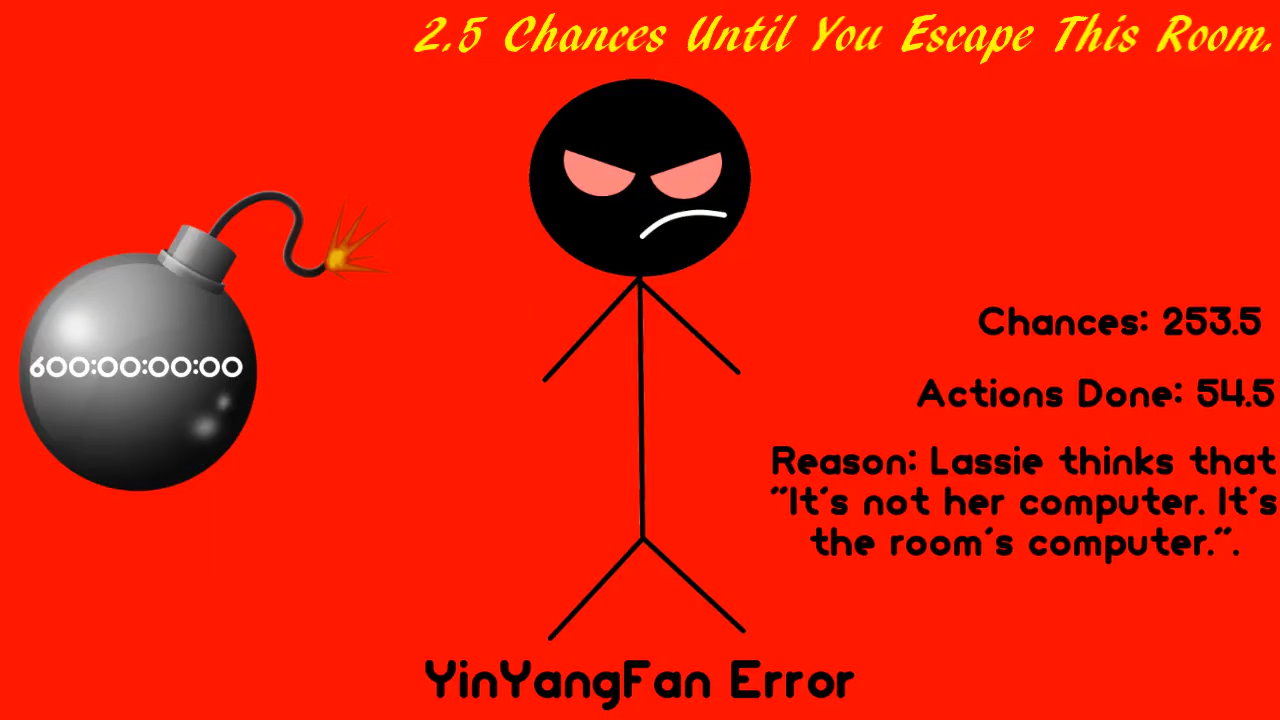 2.5 Chances Until You Escape This Room.
600:00:00:00
Chances: 253.5
Actions Done: 54.5
Reason: Lassie thinks that
"It's not her computer. It's
the room's computer.".
YinYangFan Error